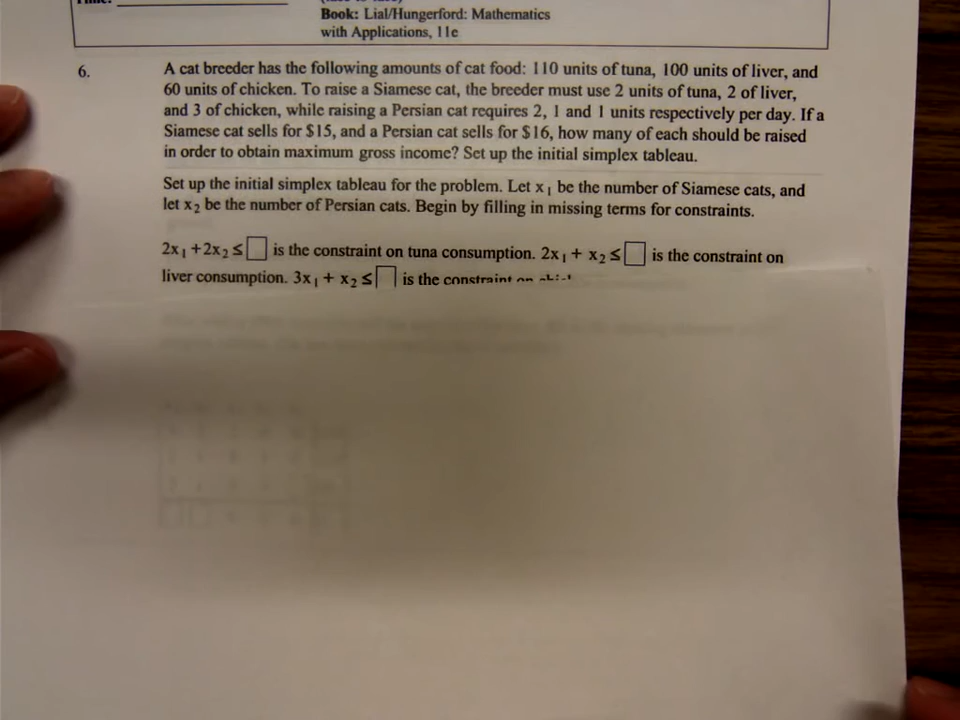 Book: Lial/Hungerford: Mathematics
with Applications, 11e
6.
A cat breeder has the following amounts of cat food: 110 units of tuna, 100 units of liver, and
60 units of chicken. To raise a Siamese cat, the breeder must use 2 units of tuna, 2 of liver,
and 3 of chicken, while raising a Persian cat requires 2, 1 and 1 units respectively per day. If a
Siamese cat sells for $15, and a Persian cat sells for $16, how many of each should be raised
in order to obtain maximum gross income? Set up the initial simplex tableau.
Set up the initial simplex tableau for the problem. Let x₁ be the number of Siamese cats, and
let x₂ be the number of Persian cats. Begin by filling in missing terms for constraints.
2x₁ +2x₂ ≤ □ is the constraint on tuna consumption. 2x₁ + x₂ ≤ □ is the constraint on
liver consumption. 3x₁ + x₂ ≤ □ is the constraint on